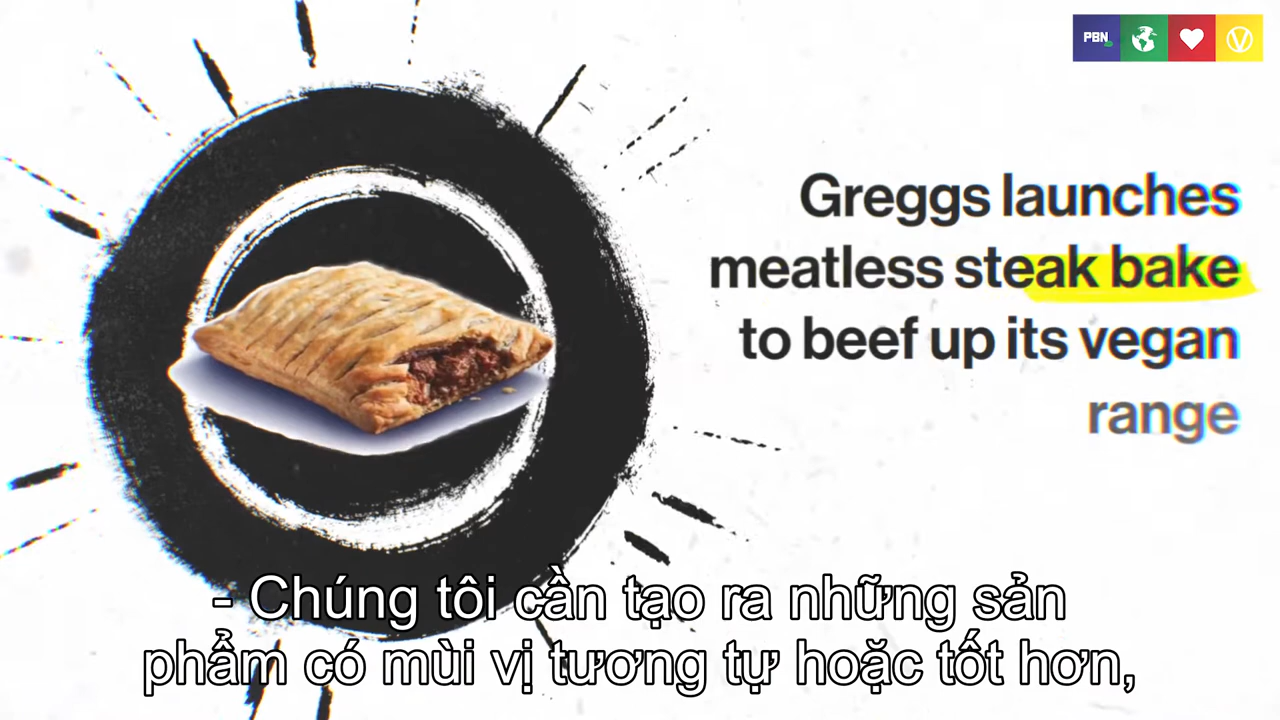 PBN
Greggs launches
meatless steak bake
to beef up its vegan
range
- Chúng tôi cần tạo ra những sản
phẩm có mùi vị tương tự hoặc tốt hơn,